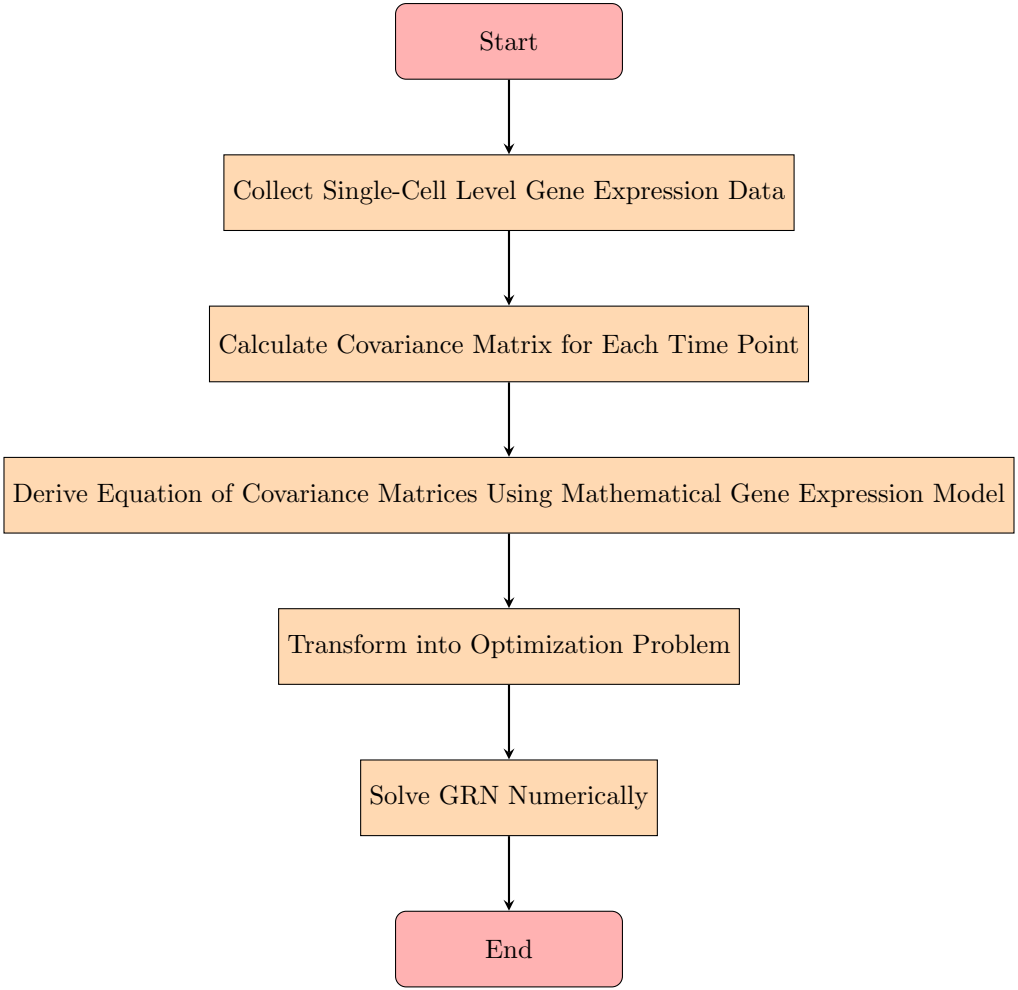 Start
Collect Single-Cell Level Gene Expression Data
Calculate Covariance Matrix for Each Time Point
Derive Equation of Covariance Matrices Using Mathematical Gene Expression Model
Transform into Optimization Problem
Solve GRN Numerically
End